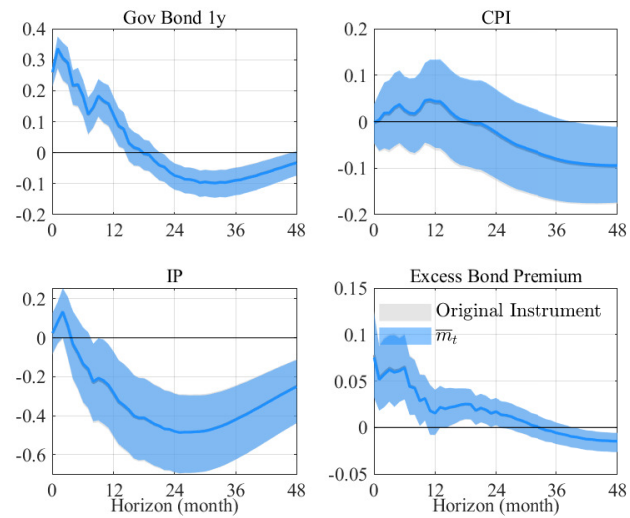 Gov Bond 1y
0.4
0.3
0.2
0.1
0
-0.1
-0.2
0 12 24 36 48
CPI
0.2
0.1
0
-0.1
-0.2
0 12 24 36 48
IP
0.2
0
-0.2
-0.4
-0.6
0 12 24 36 48
Horizon (month)
Excess Bond Premium
0.15
0.1
0.05
0
-0.05
Original Instrument
m̅_t
0 12 24 36 48
Horizon (month)